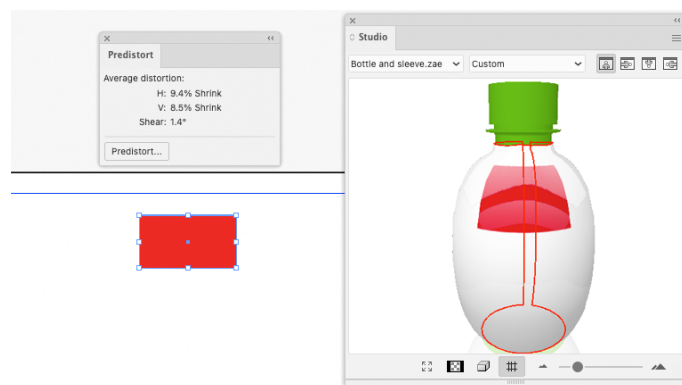 Studio
Predistort
Bottle and sleeve.zae
Custom
Average distortion:
H: 9.4% Shrink
V: 8.5% Shrink
Shear: 1.4°
Predistort...